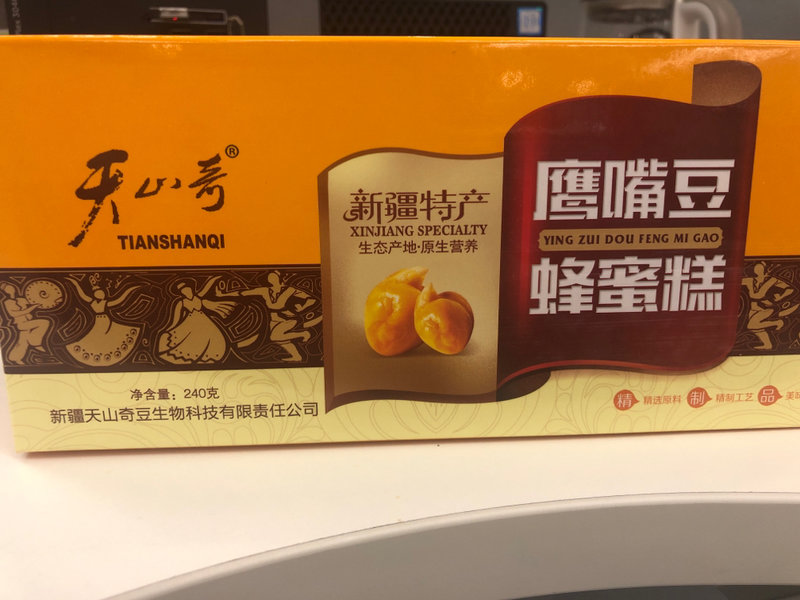 天山奇®
TIANSHANQI
新疆特产
XINJIANG SPECIALTY
生态产地·原生营养
鹰嘴豆
YING ZUI DOU FENG MI GAO
蜂蜜糕
净含量：240克
新疆天山奇豆生物科技有限责任公司
精 精选原料 制 精制工艺 品 美